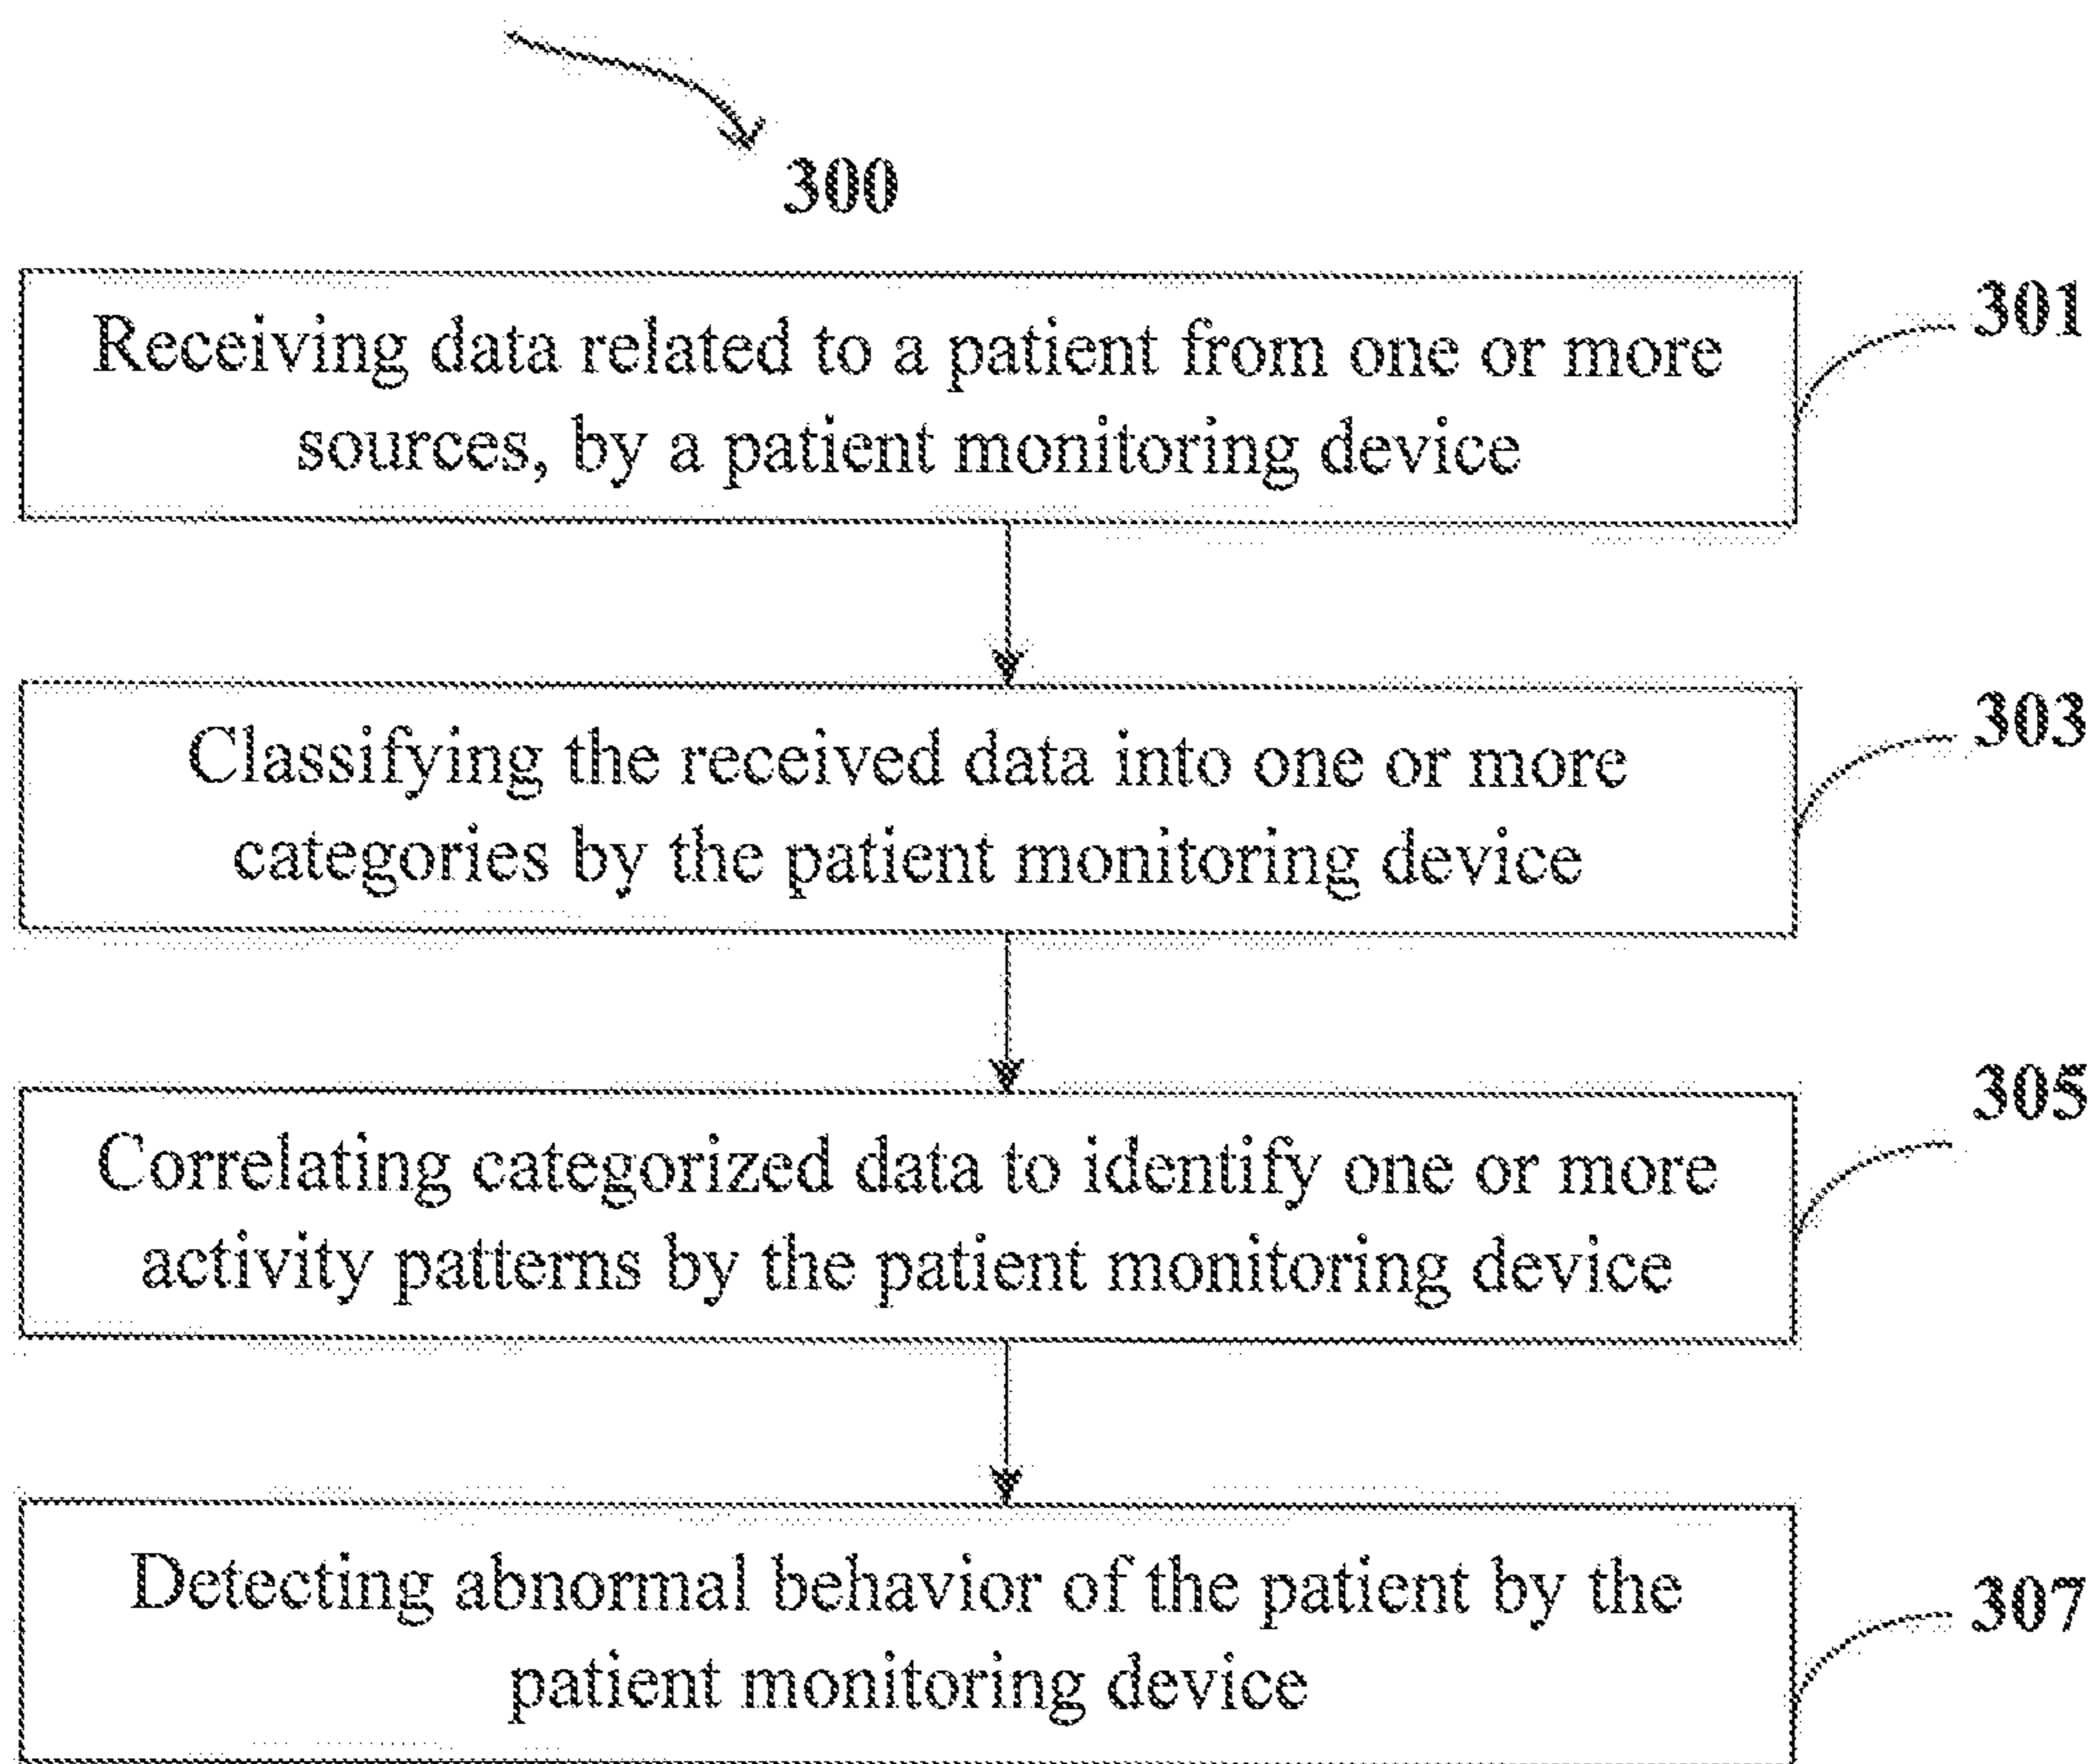 300
Receiving data related to a patient from one or more
sources, by a patient monitoring device
301
Classifying the received data into one or more
categories by the patient monitoring device
303
Correlating categorized data to identify one or more
activity patterns by the patient monitoring device
305
Detecting abnormal behavior of the patient by the
patient monitoring device
307